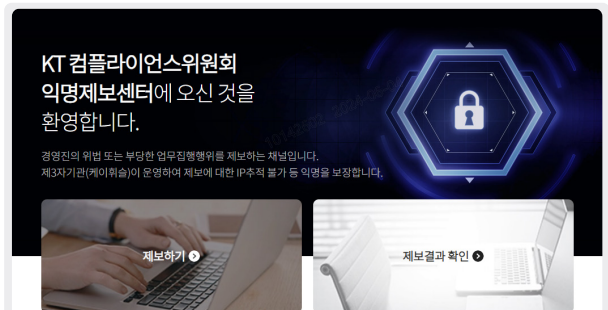 KT 컴플라이언스위원회
익명제보센터에 오신 것을
환영합니다.
경영진의 위법 또는 부당한 업무집행행위를 제보하는 채널입니다.
제3자기관(케이휘슬)이 운영하여 제보에 대한 IP추적 불가 등 익명을 보장합니다.
제보하기
제보결과 확인